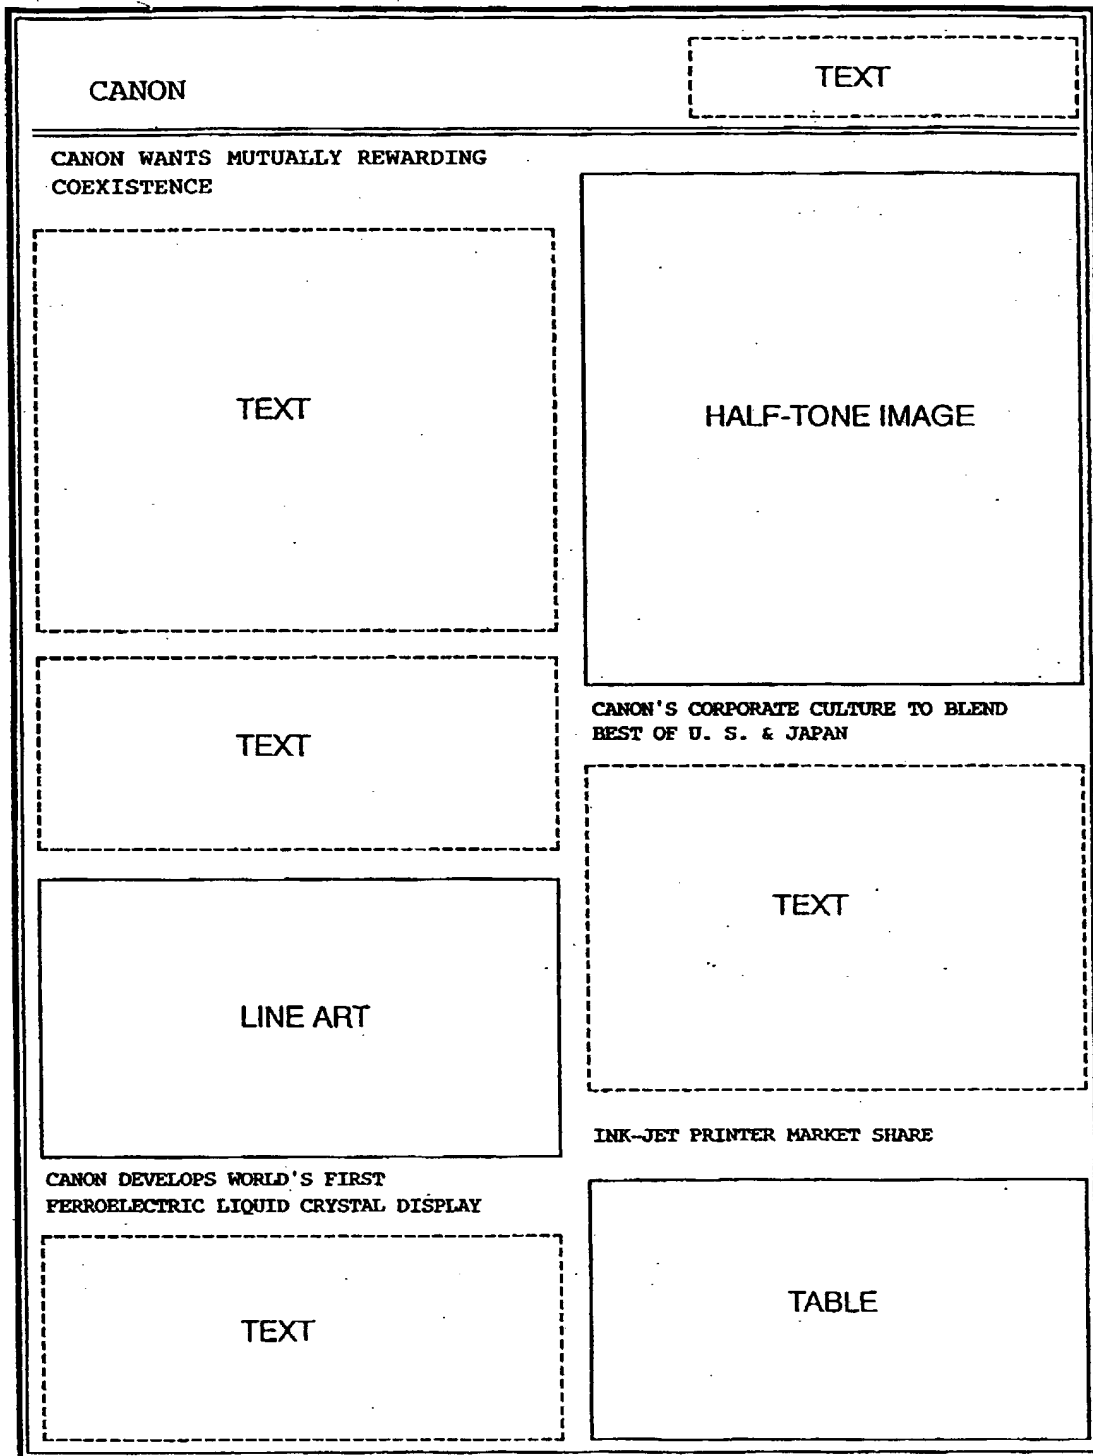 CANON
TEXT
CANON WANTS MUTUALLY REWARDING
COEXISTENCE
TEXT
TEXT
LINE ART
CANON DEVELOPS WORLD'S FIRST
FERROELECTRIC LIQUID CRYSTAL DISPLAY
TEXT
HALF-TONE IMAGE
CANON'S CORPORATE CULTURE TO BLEND
BEST OF U. S. & JAPAN
TEXT
INK-JET PRINTER MARKET SHARE
TABLE